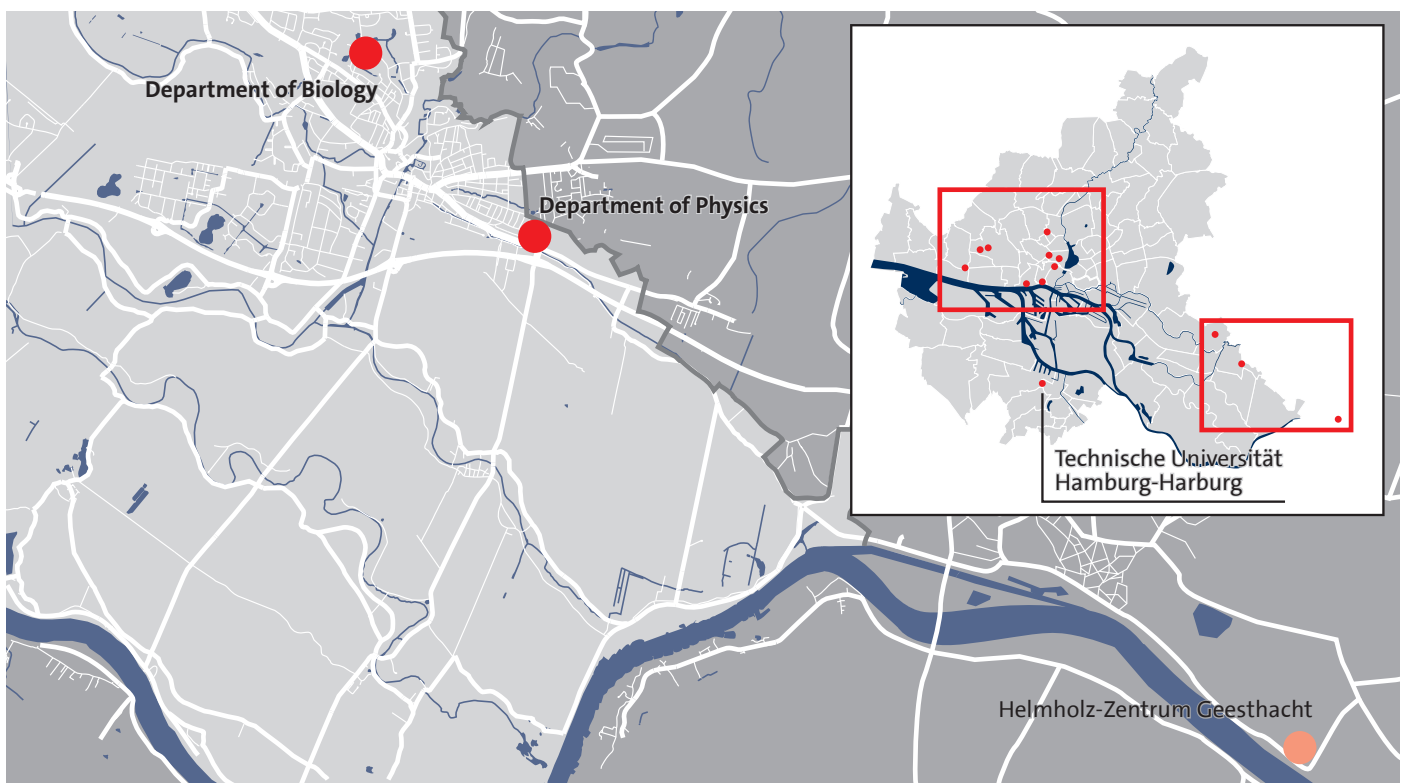 Department of Biology
Department of Physics
Technische Universität
Hamburg-Harburg
Helmholz-Zentrum Geesthacht